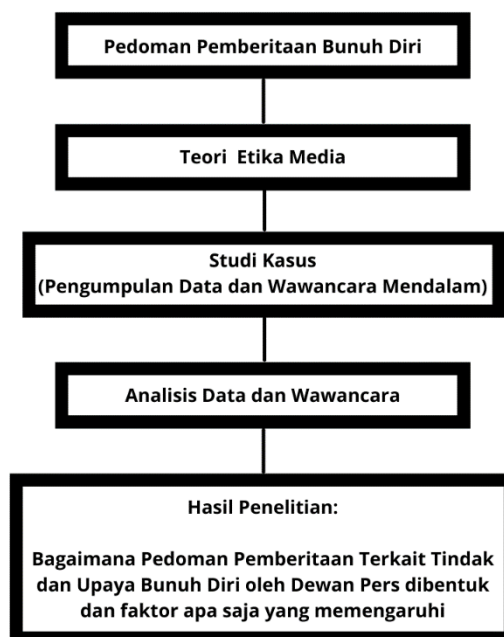 Pedoman Pemberitaan Bunuh Diri
Teori Etika Media
Studi Kasus
(Pengumpulan Data dan Wawancara Mendalam)
Analisis Data dan Wawancara
Hasil Penelitian:
Bagaimana Pedoman Pemberitaan Terkait Tindak
dan Upaya Bunuh Diri oleh Dewan Pers dibentuk
dan faktor apa saja yang memengaruhi